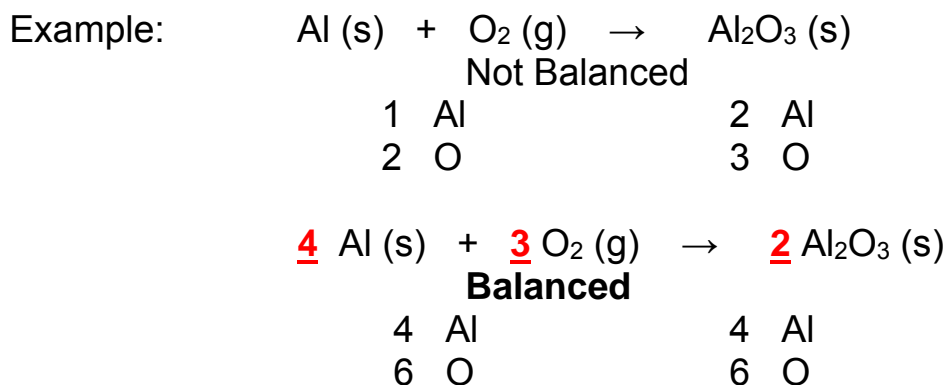 Example: Al (s) + O₂ (g) → Al₂O₃ (s)
Not Balanced
1 Al 2 Al
2 O 3 O
4 Al (s) + 3 O₂ (g) → 2 Al₂O₃ (s)
Balanced
4 Al 4 Al
6 O 6 O